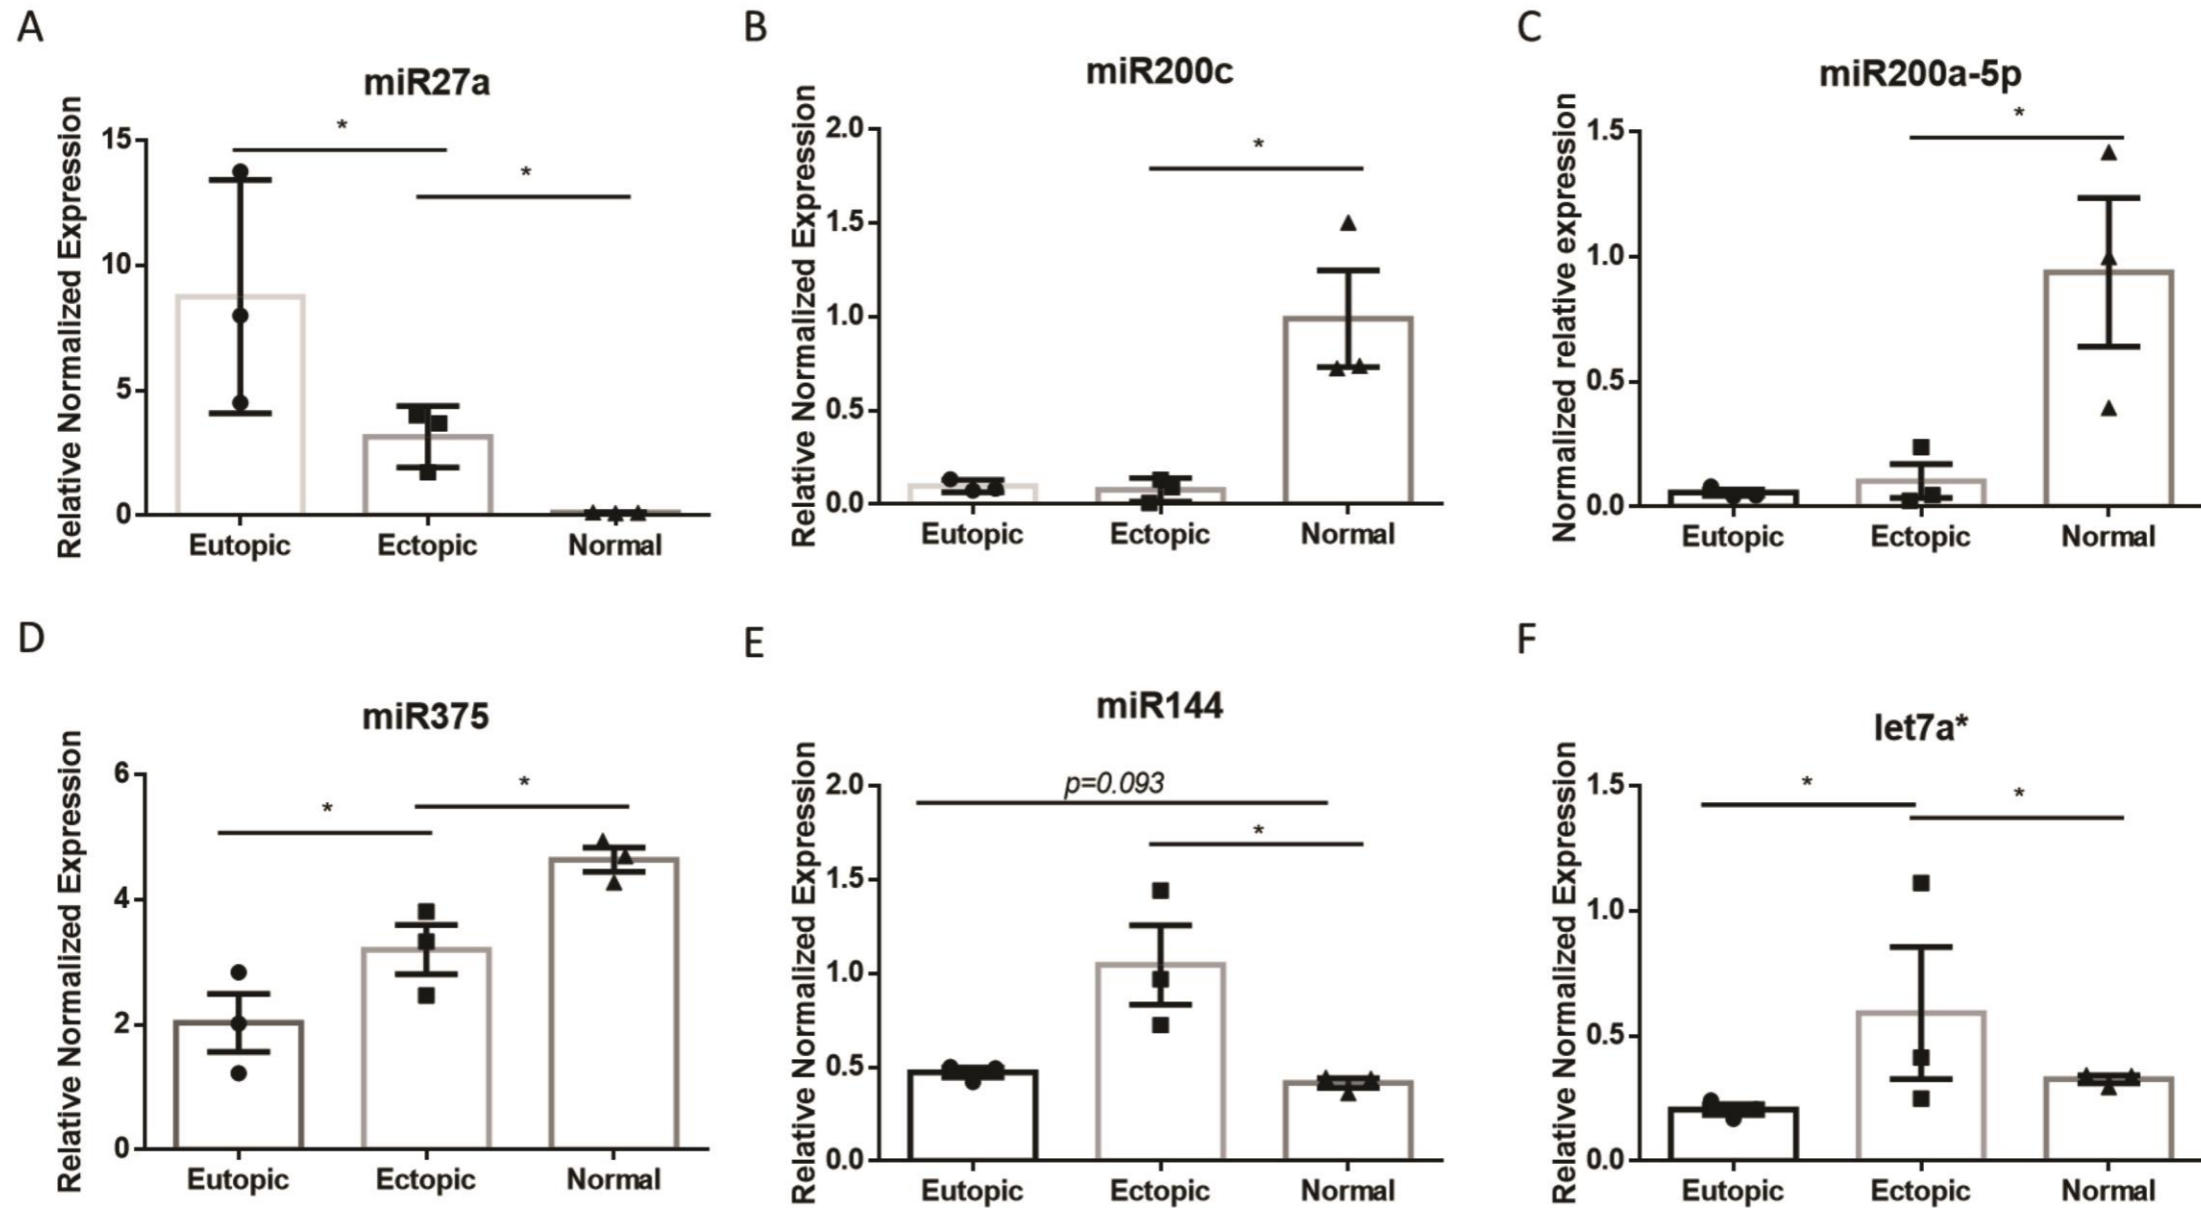 A
miR27a
Relative Normalized Expression
15
10
5
0
*
*
Eutopic
Ectopic
Normal
B
miR200c
Relative Normalized Expression
2.0
1.5
1.0
0.5
0.0
*
Eutopic
Ectopic
Normal
C
miR200a-5p
Normalized relative expression
1.5
1.0
0.5
0.0
*
Eutopic
Ectopic
Normal
D
miR375
Relative Normalized Expression
6
4
2
0
*
*
Eutopic
Ectopic
Normal
E
miR144
Relative Normalized Expression
2.0
1.5
1.0
0.5
0.0
p=0.093
*
Eutopic
Ectopic
Normal
F
let7a*
Relative Normalized Expression
1.5
1.0
0.5
0.0
*
*
Eutopic
Ectopic
Normal